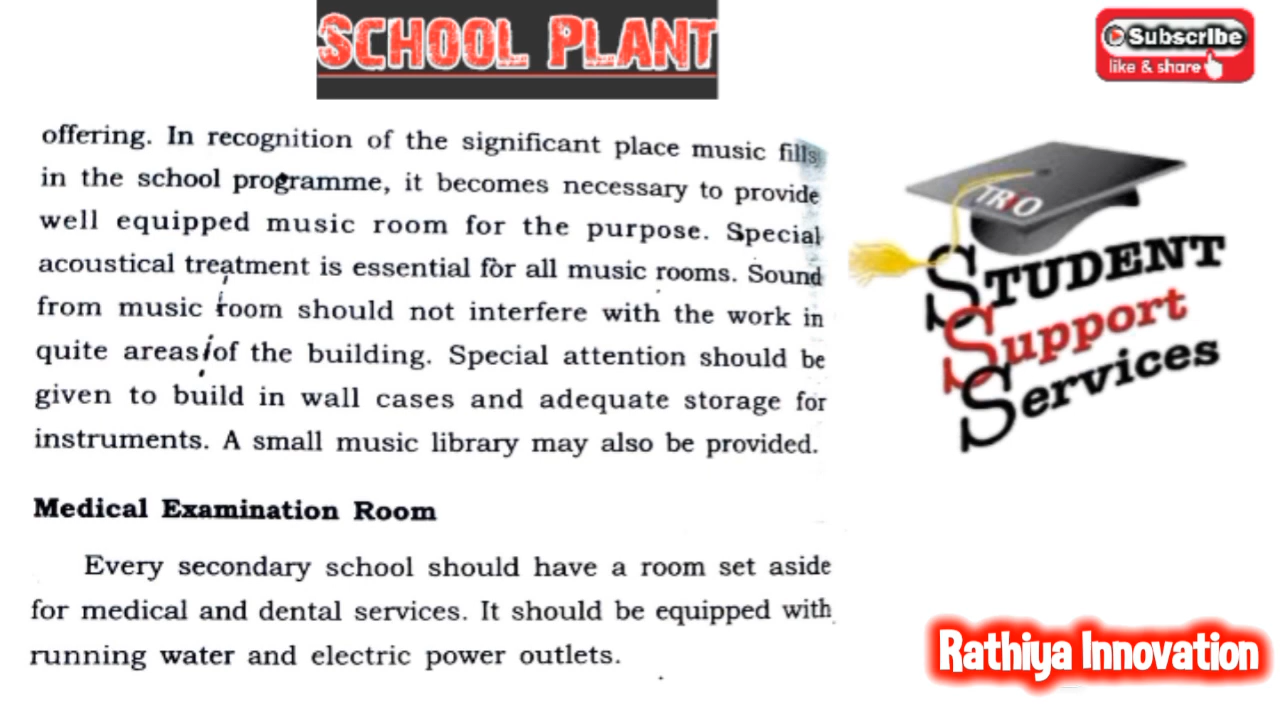 SCHOOL PLANT
Subscribe
like & share
offering. In recognition of the significant place music fills
in the school programme, it becomes necessary to provide
well equipped music room for the purpose. Special
acoustical treatment is essential for all music rooms. Sound
from music room should not interfere with the work in
quite areas of the building. Special attention should be
given to build in wall cases and adequate storage for
instruments. A small music library may also be provided.
Medical Examination Room
Every secondary school should have a room set aside
for medical and dental services. It should be equipped with
running water and electric power outlets.
TRiO
STUDENT
Support
Services
Rathiya Innovation